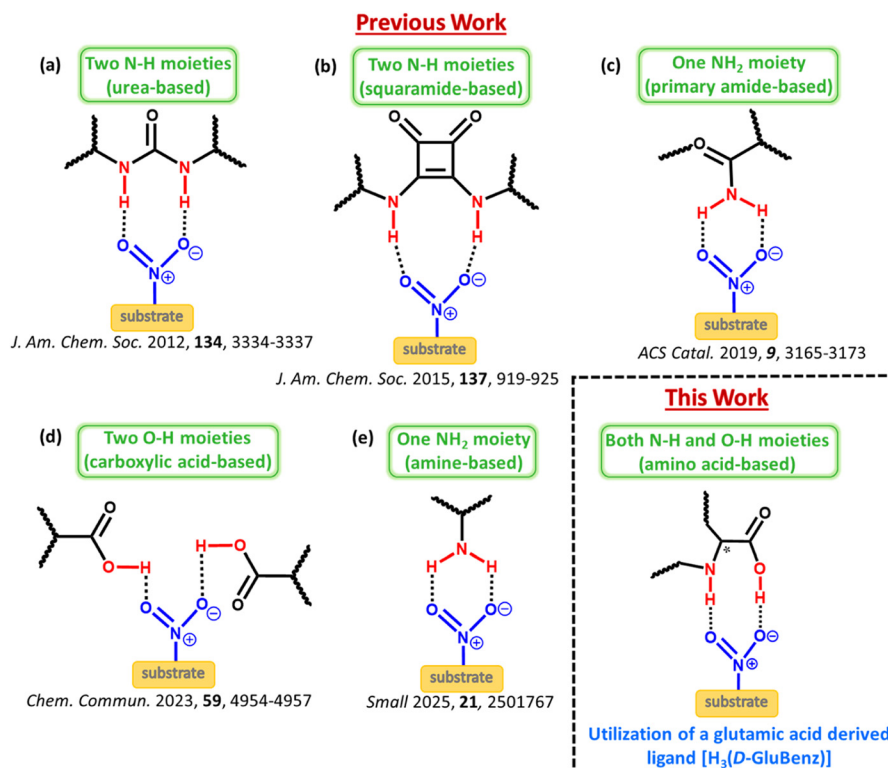 Previous Work
(a)
Two N-H moieties
(urea-based)
O
N
N
H
H
O
O
⊖
N
⊕
substrate
J. Am. Chem. Soc. 2012, 134, 3334-3337
(b)
Two N-H moieties
(squaramide-based)
O
O
N
N
H
H
O
O
⊖
N
⊕
substrate
J. Am. Chem. Soc. 2015, 137, 919-925
(c)
One NH₂ moiety
(primary amide-based)
O
N
H
H
O
O
⊖
N
⊕
substrate
ACS Catal. 2019, 9, 3165-3173
(d)
Two O-H moieties
(carboxylic acid-based)
O
O
H
H
O
O
O
O
⊖
N
⊕
substrate
Chem. Commun. 2023, 59, 4954-4957
(e)
One NH₂ moiety
(amine-based)
N
H
H
O
O
⊖
N
⊕
substrate
Small 2025, 21, 2501767
This Work
Both N-H and O-H moieties
(amino acid-based)
O
*
N
O
H
H
O
O
⊖
N
⊕
substrate
Utilization of a glutamic acid derived
ligand [H₃(D-GluBenz)]